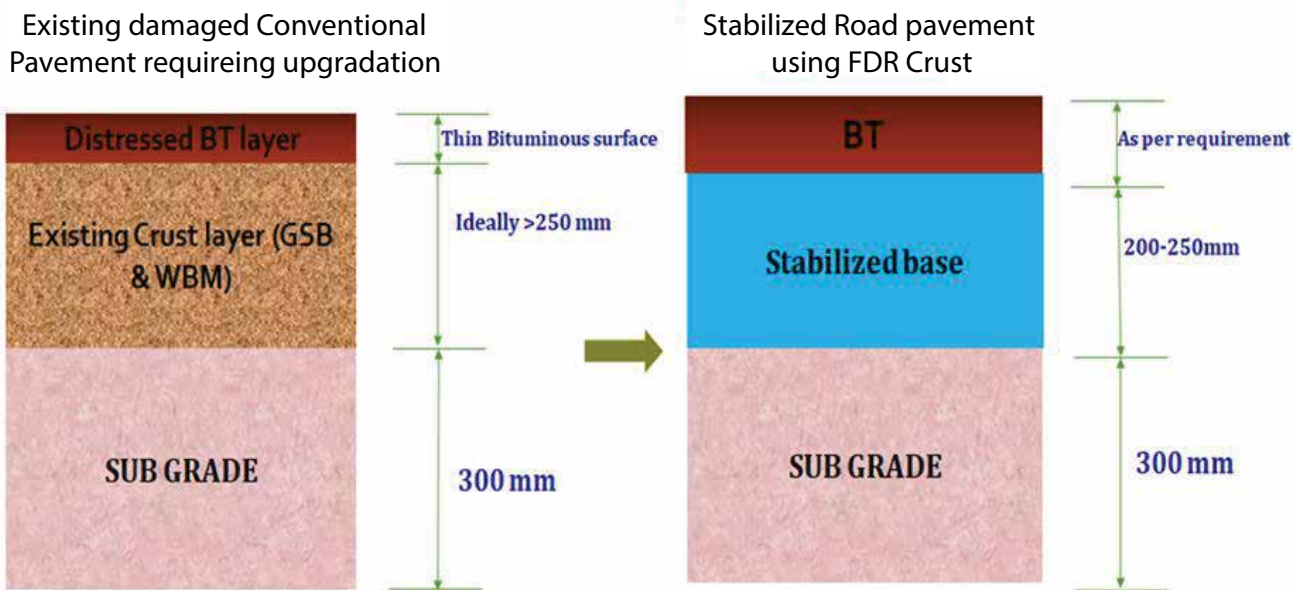 Existing damaged Conventional
Pavement requireing upgradation
Distressed BT layer
Thin Bituminous surface
Existing Crust layer (GSB
& WBM)
Ideally >250 mm
SUB GRADE
300 mm
Stabilized Road pavement
using FDR Crust
BT
As per requirement
Stabilized base
200-250mm
SUB GRADE
300 mm